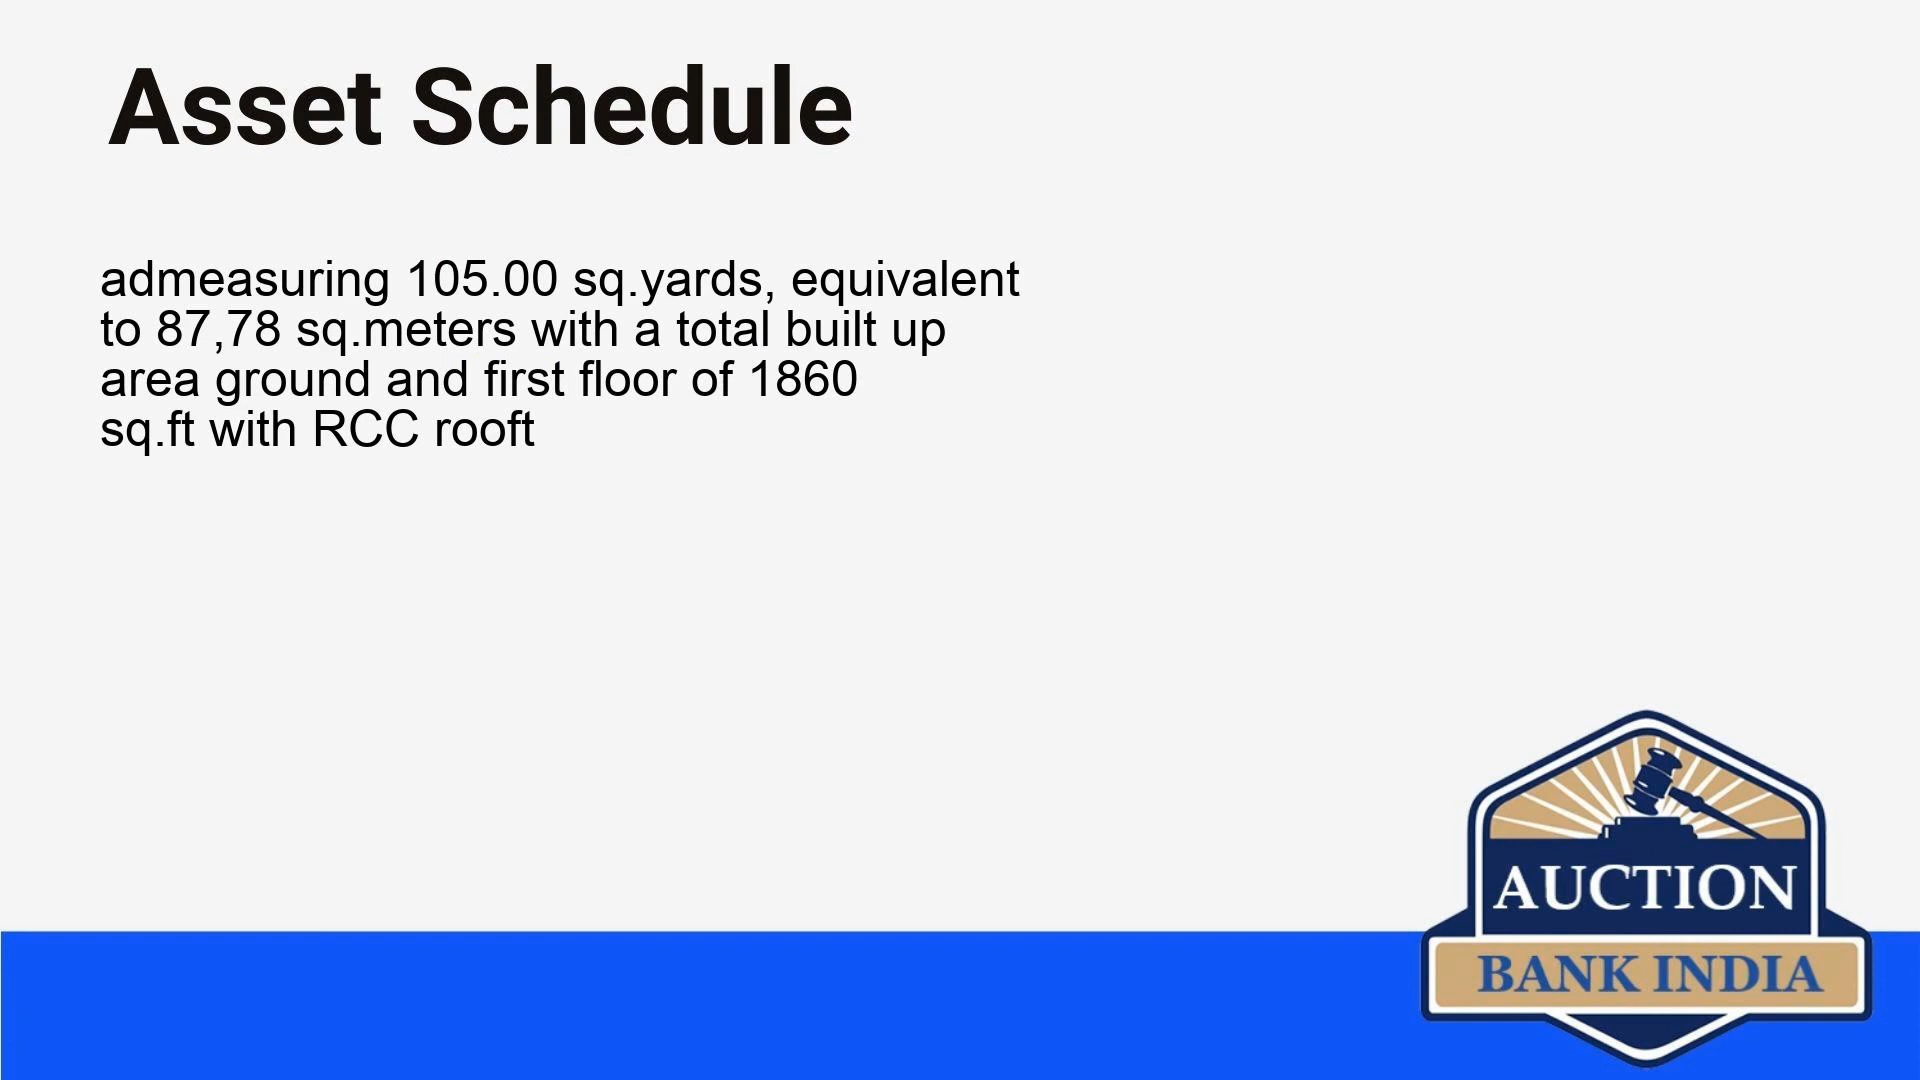 Asset Schedule
admeasuring 105.00 sq.yards, equivalent
to 87,78 sq.meters with a total built up
area ground and first floor of 1860
sq.ft with RCC rooft
AUCTION
BANK INDIA